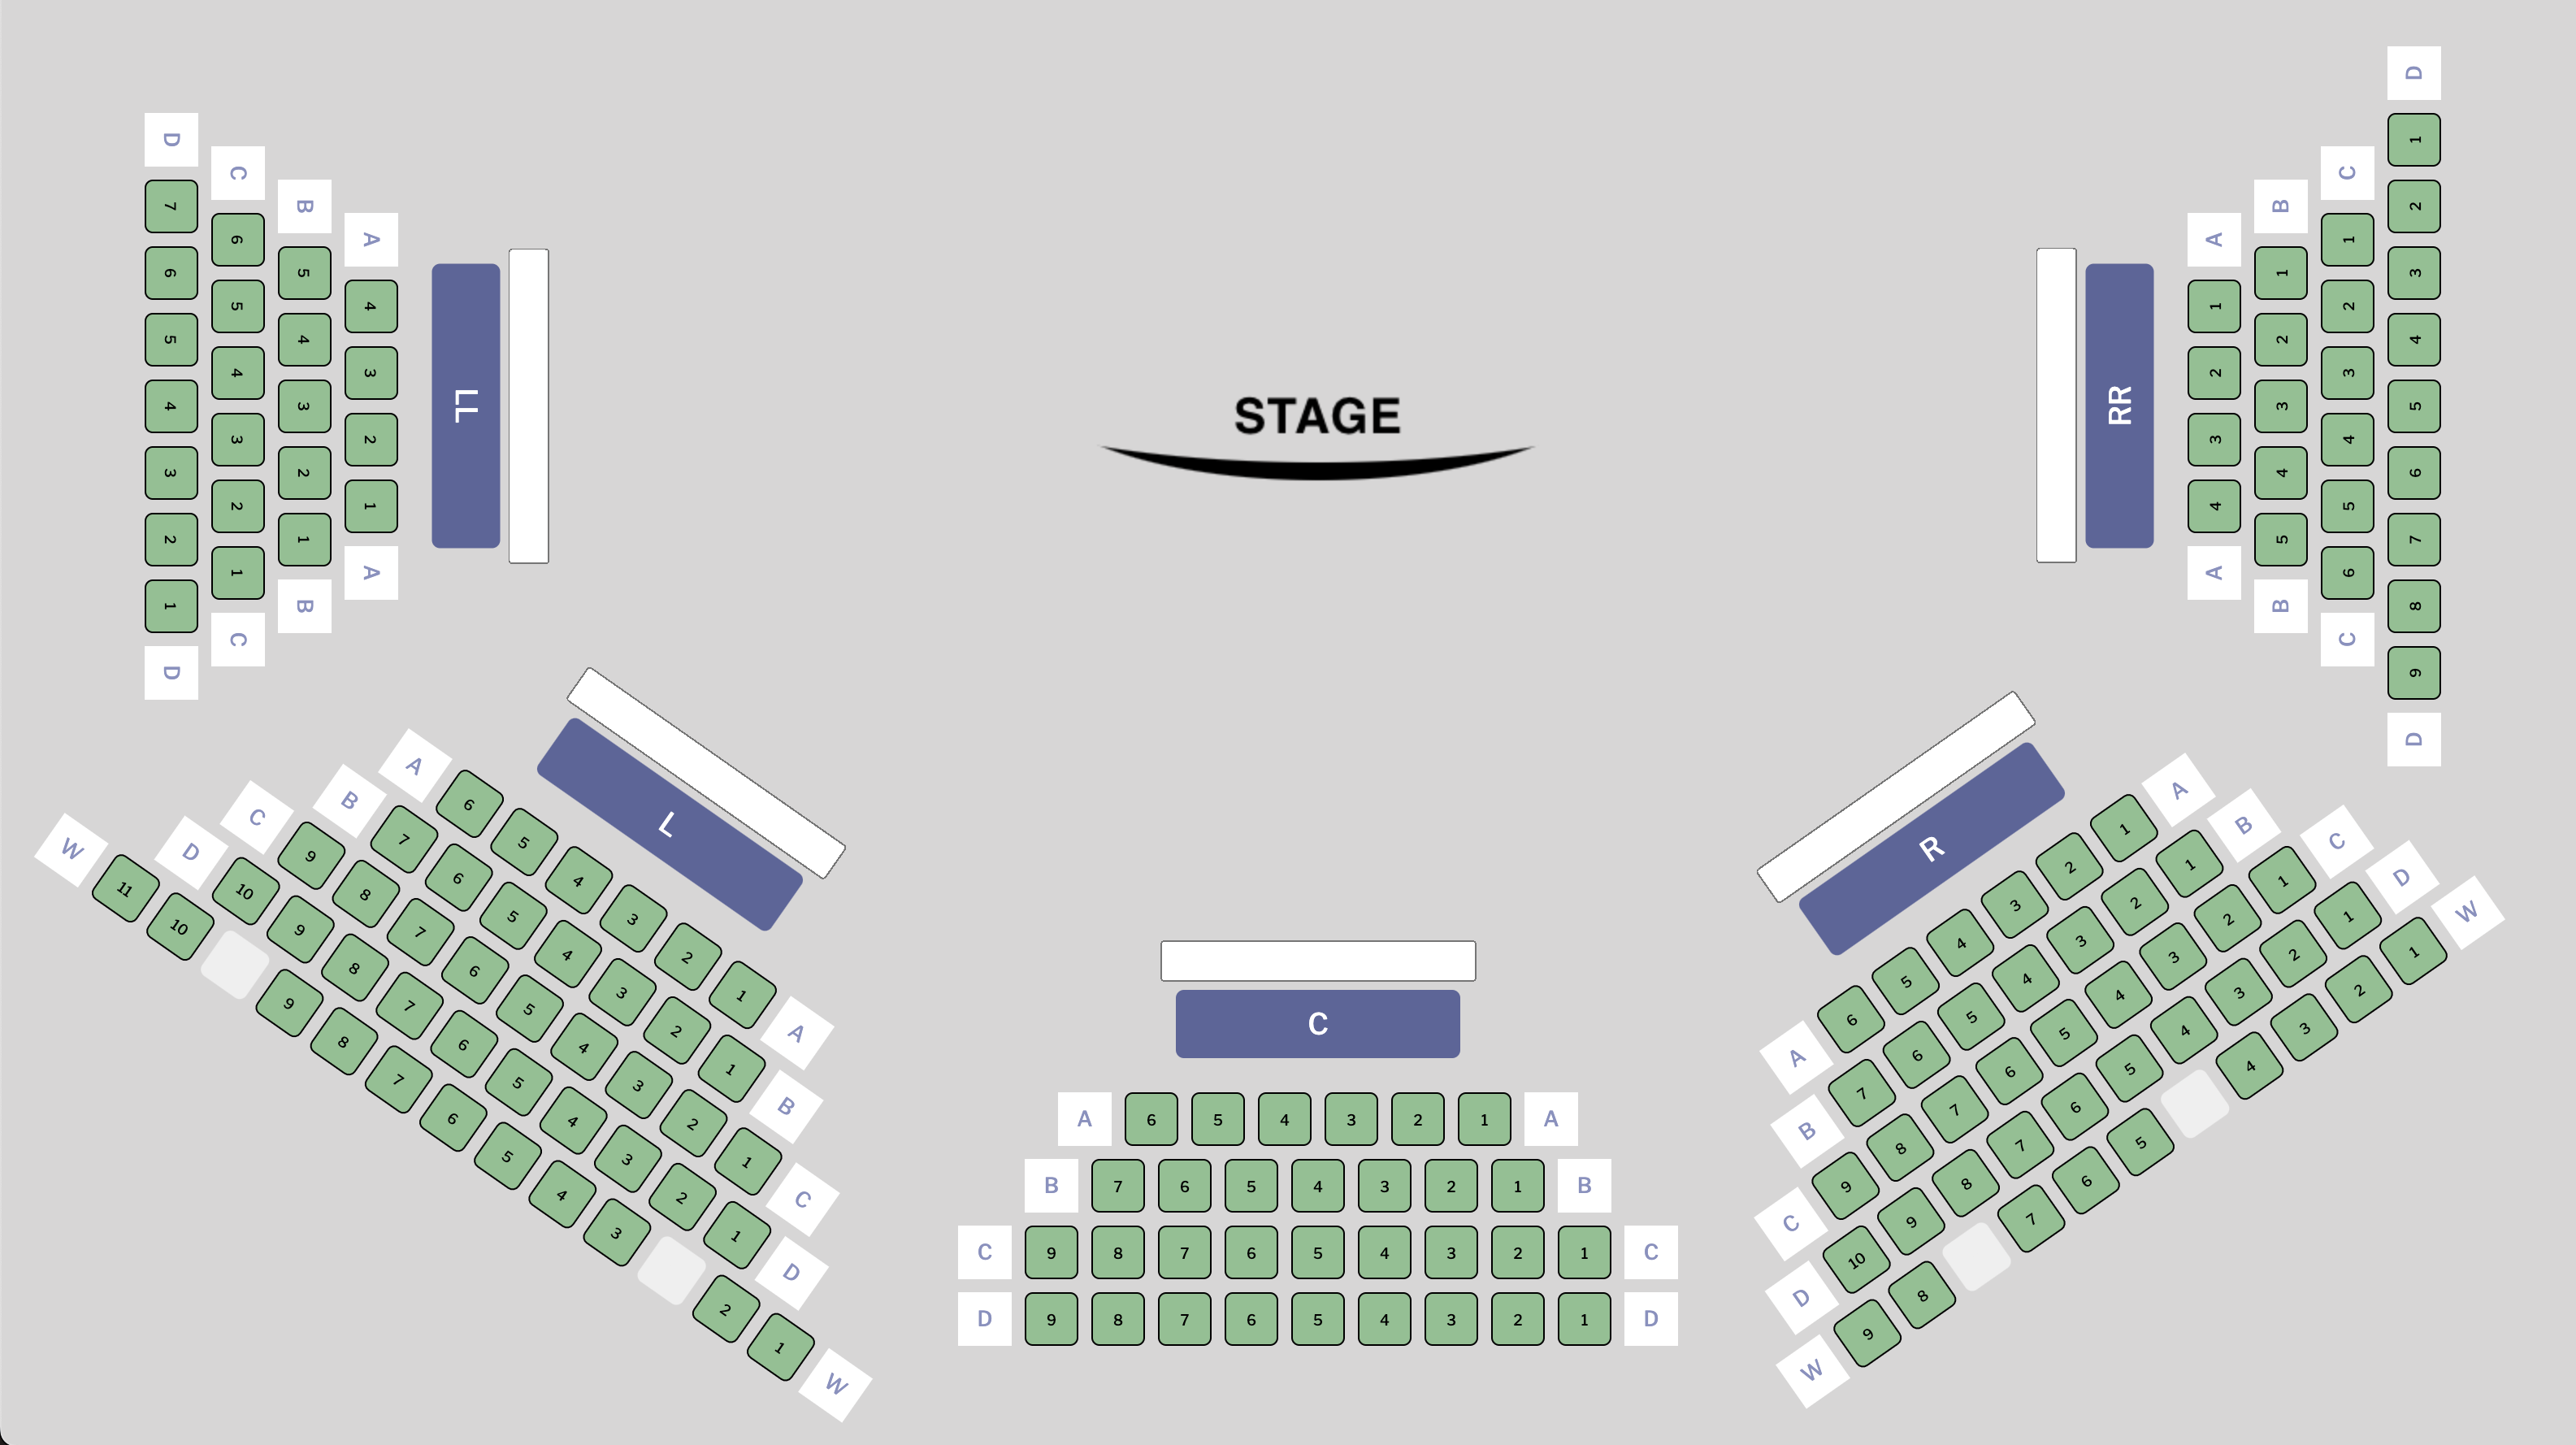 STAGE
LL
D 7 6 5 4 3 2 1 D
C 6 5 4 3 2 1 C
B 5 4 3 2 1 B
A 4 3 2 1 A
RR
A 1 2 3 4 A
B 1 2 3 4 5 B
C 1 2 3 4 5 6 C
D 1 2 3 4 5 6 7 8 9 D
L
A 6 5 4 3 2 1 A
B 7 6 5 4 3 2 1 B
C 9 8 7 6 5 4 3 2 1 C
D 10 9 8 7 6 5 4 3 2 1 D
W 11 10 9 8 7 6 5 4 3 2 1 W
C
A 6 5 4 3 2 1 A
B 7 6 5 4 3 2 1 B
C 9 8 7 6 5 4 3 2 1 C
D 9 8 7 6 5 4 3 2 1 D
R
A 6 5 4 3 2 1 A
B 7 6 5 4 3 2 1 B
C 9 8 7 6 5 4 3 2 1 C
D 10 9 8 7 6 5 4 3 2 1 D
W 9 8 7 6 5 4 3 2 1 W